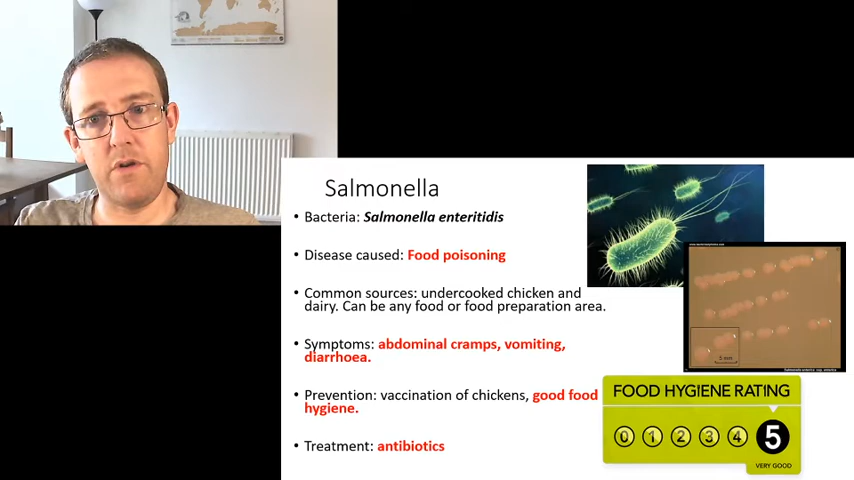 Salmonella
• Bacteria: Salmonella enteritidis
• Disease caused: Food poisoning
• Common sources: undercooked chicken and
dairy. Can be any food or food preparation area.
• Symptoms: abdominal cramps, vomiting,
diarrhoea.
• Prevention: vaccination of chickens, good food
hygiene.
• Treatment: antibiotics
5 mm
FOOD HYGIENE RATING
0 1 2 3 4 5
VERY GOOD